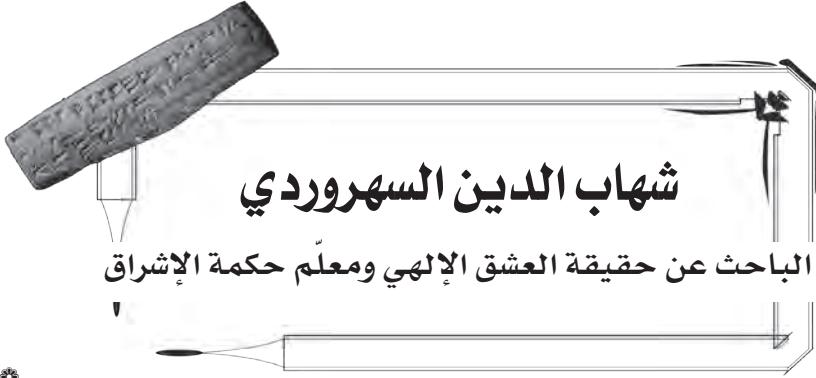 شهاب الدين السهروردي
الباحث عن حقيقة العشق الإلهي ومعلّم حكمة الإشراق